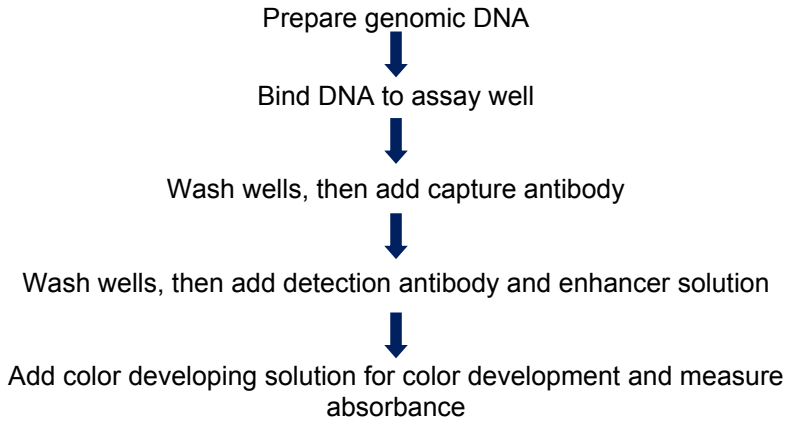 Prepare genomic DNA
Bind DNA to assay well
Wash wells, then add capture antibody
Wash wells, then add detection antibody and enhancer solution
Add color developing solution for color development and measure
absorbance